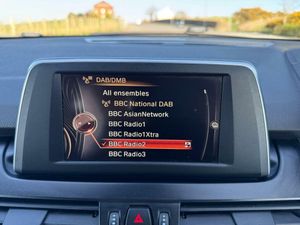 DAB/DMB
All ensembles
BBC National DAB
BBC AsianNetwork
BBC Radio1
BBC Radio1Xtra
✓ BBC Radio2
BBC Radio3